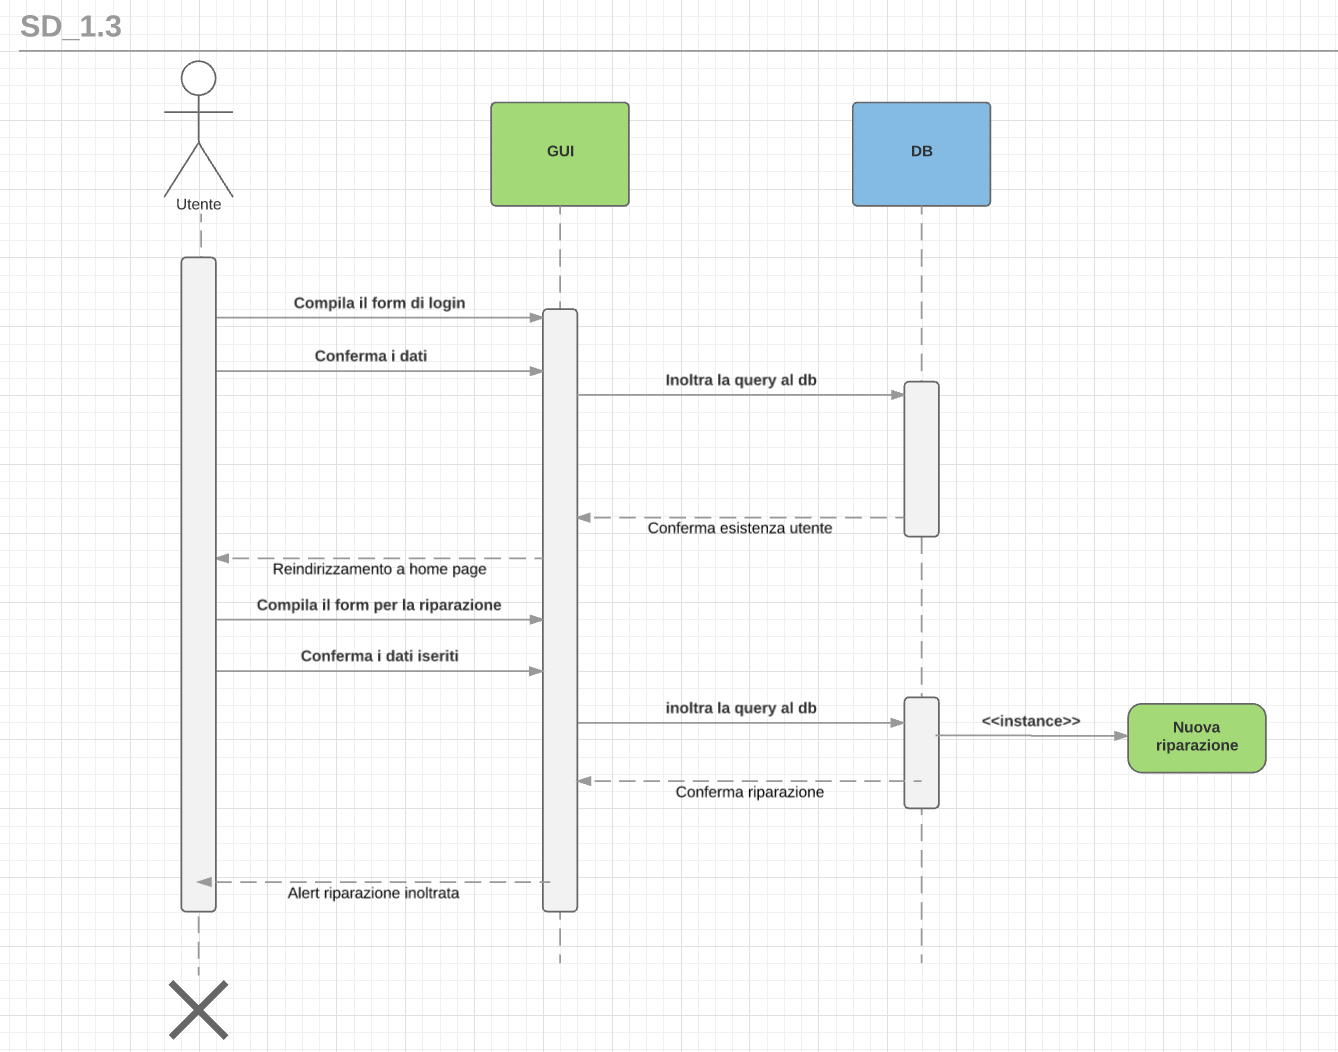 SD_1.3
Utente
GUI
DB
Compila il form di login
Conferma i dati
Inoltra la query al db
Conferma esistenza utente
Reindirizzamento a home page
Compila il form per la riparazione
Conferma i dati iseriti
inoltra la query al db
<<instance>>
Nuova
riparazione
Conferma riparazione
Alert riparazione inoltrata